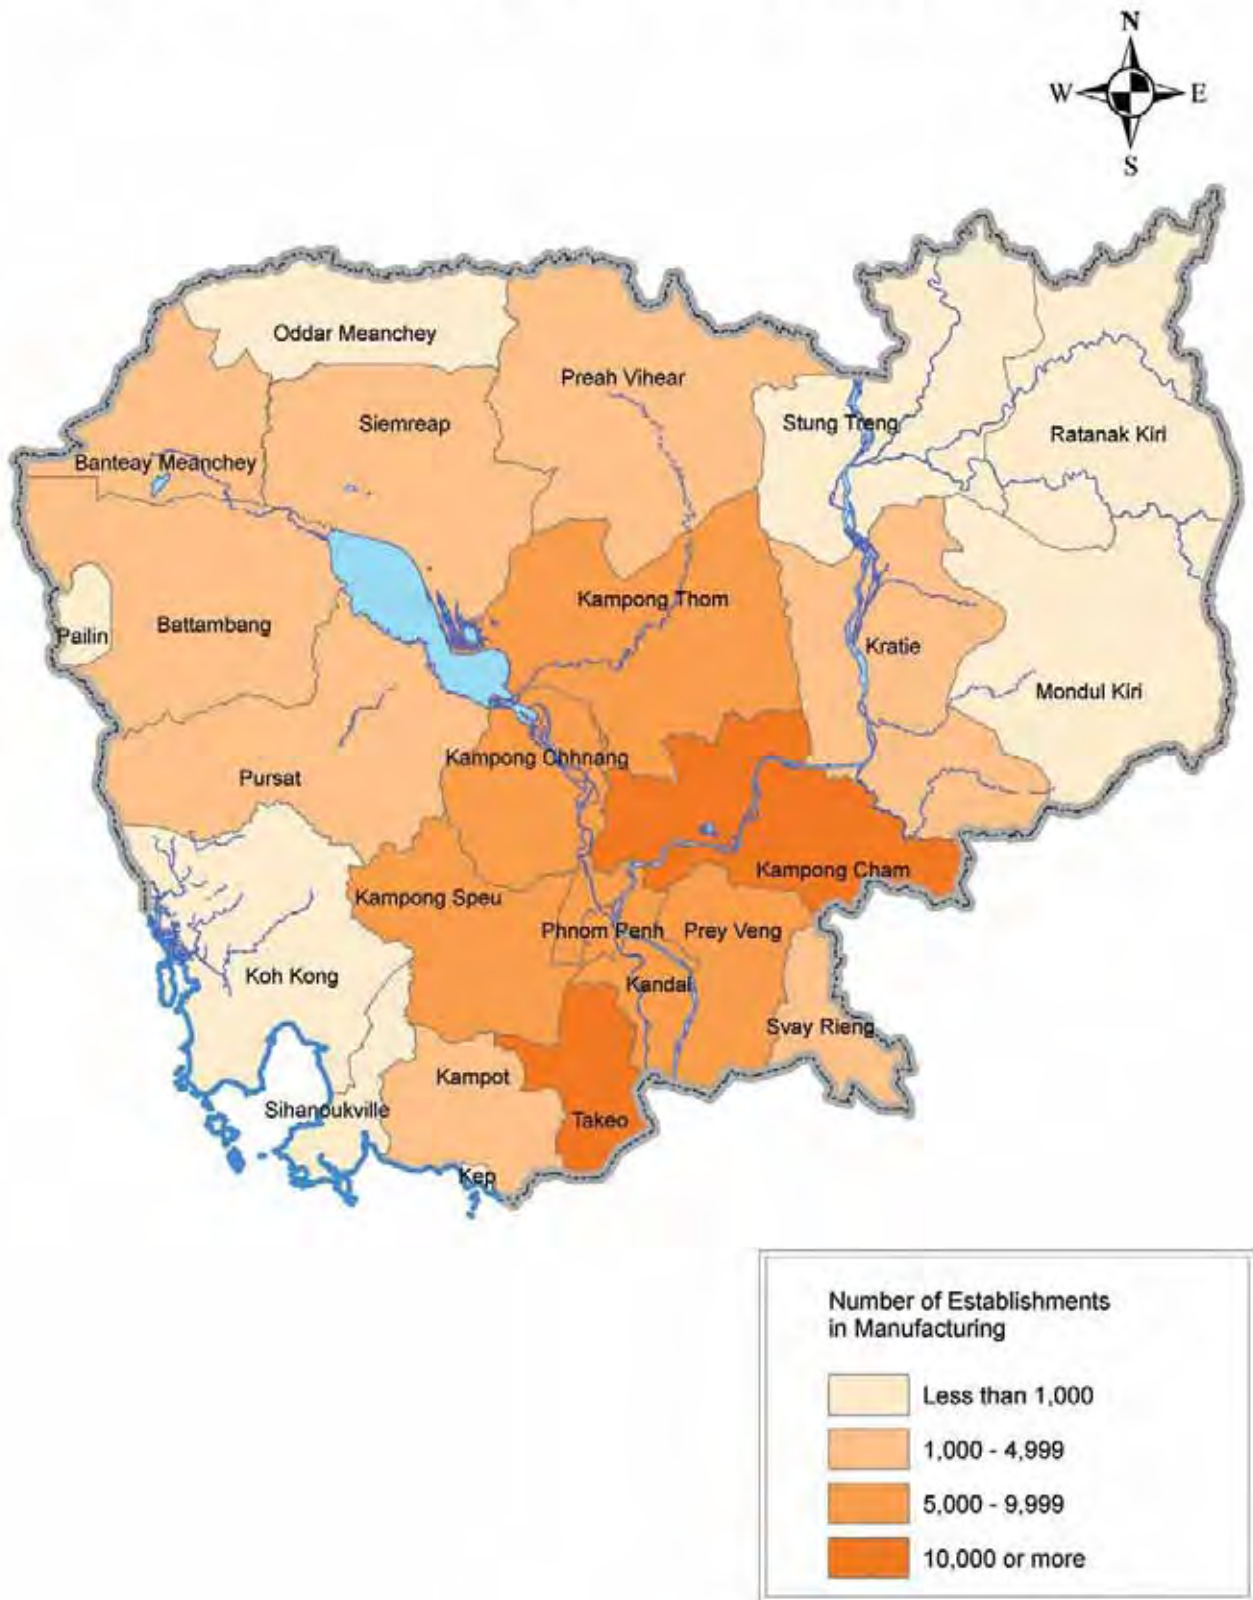 N
W
E
S
Oddar Meanchey
Preah Vihear
Siemreap
Stung Treng
Ratanak Kiri
Banteay Meanchey
Kampong Thom
Battambang
Pailin
Kratie
Mondul Kiri
Kampong Chhnang
Pursat
Kampong Cham
Kampong Speu
Phnom Penh
Prey Veng
Koh Kong
Kandal
Svay Rieng
Kampot
Sihanoukville
Takeo
Kep
Number of Establishments
in Manufacturing
Less than 1,000
1,000 - 4,999
5,000 - 9,999
10,000 or more